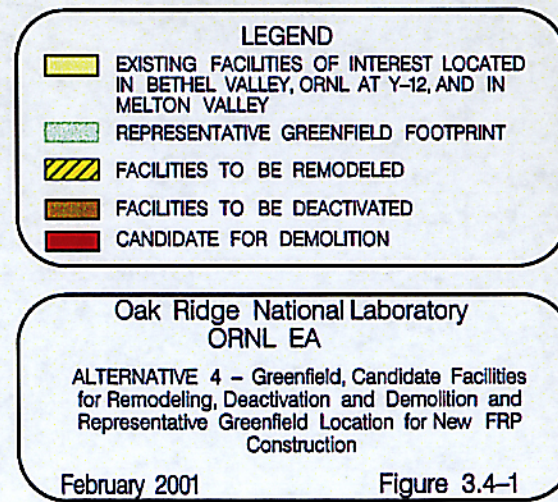 LEGEND
EXISTING FACILITIES OF INTEREST LOCATED
IN BETHEL VALLEY, ORNL AT Y-12, AND IN
MELTON VALLEY
REPRESENTATIVE GREENFIELD FOOTPRINT
FACILITIES TO BE REMODELED
FACILITIES TO BE DEACTIVATED
CANDIDATE FOR DEMOLITION
Oak Ridge National Laboratory
ORNL EA
ALTERNATIVE 4 – Greenfield, Candidate Facilities
for Remodeling, Deactivation and Demolition and
Representative Greenfield Location for New FRP
Construction
February 2001 Figure 3.4–1